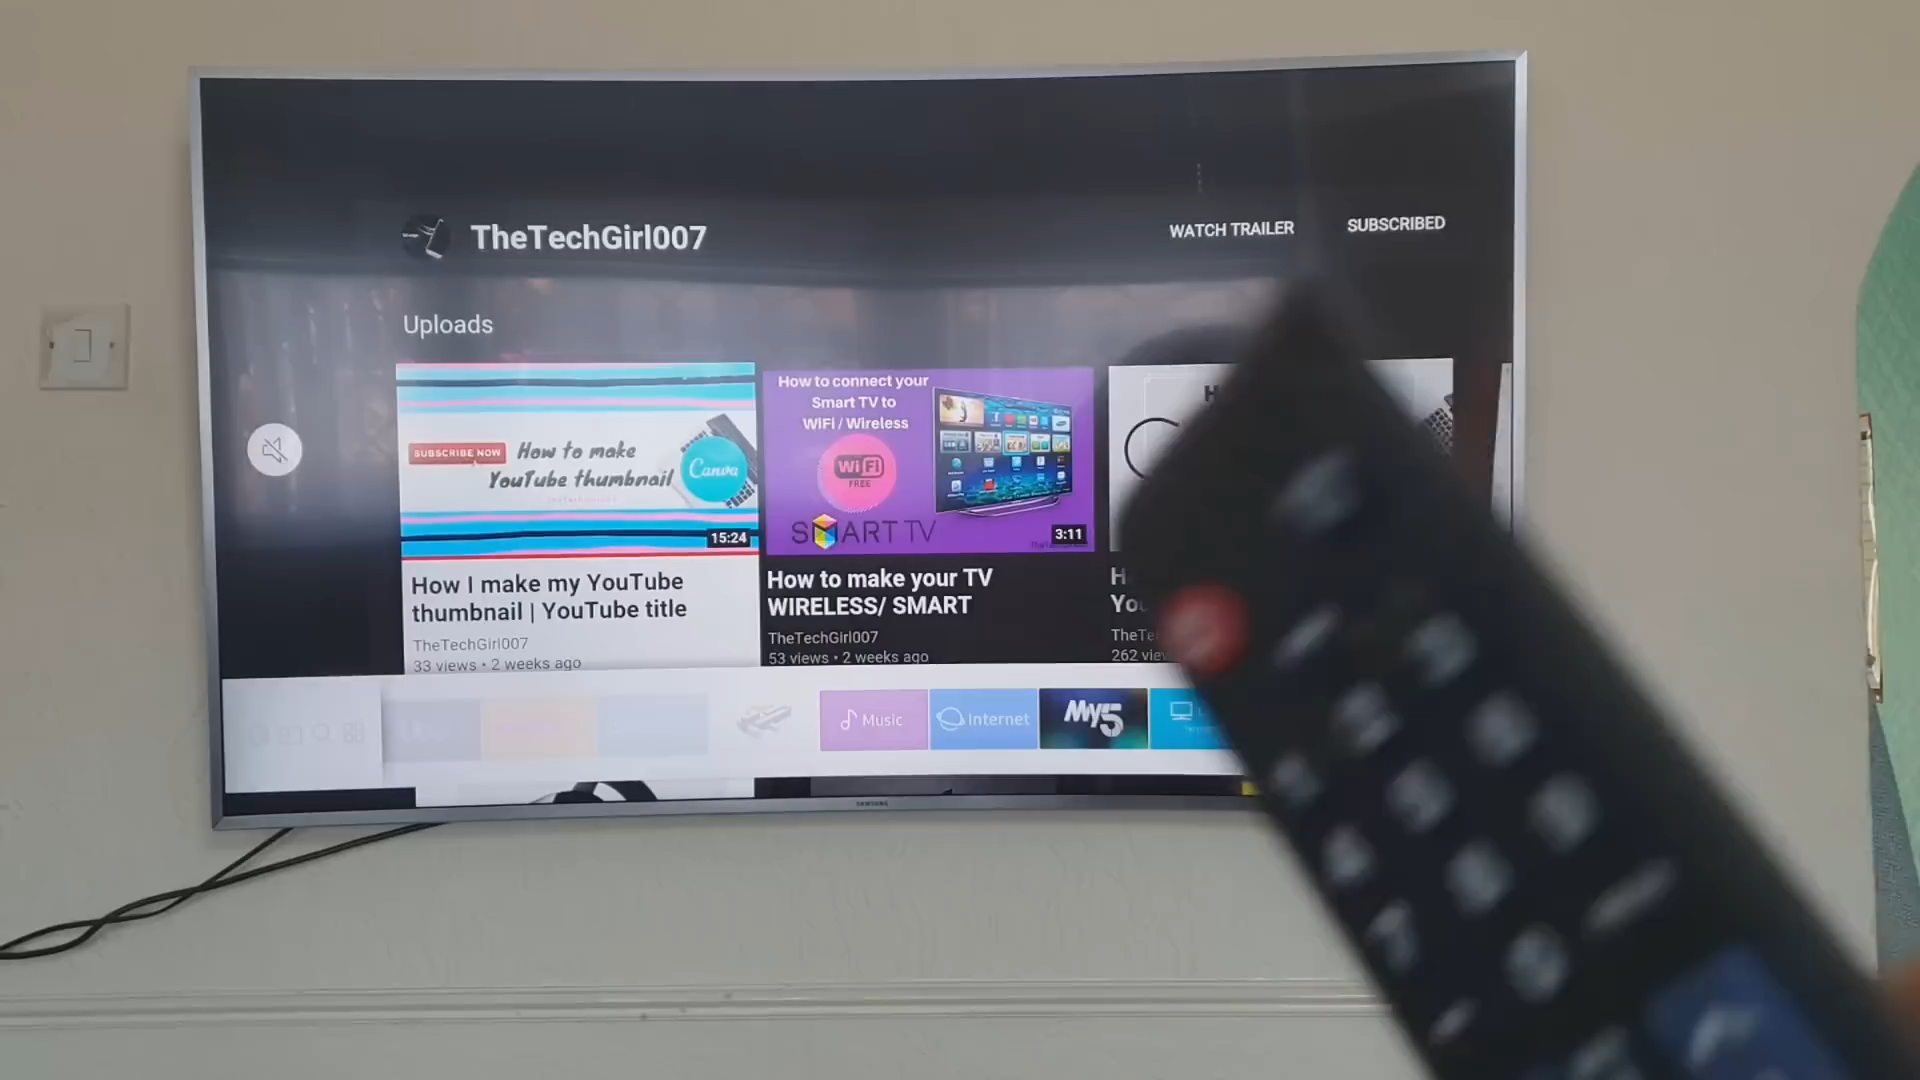 TheTechGirl007
WATCH TRAILER
SUBSCRIBED
Uploads
SUBSCRIBE NOW
How to make
YouTube thumbnail
Canva
15:24
How to connect your
Smart TV to
WIFI / Wireless
WiFi
FREE
SMART TV
3:11
H
How I make my YouTube
thumbnail | YouTube title
TheTechGirl007
33 views • 2 weeks ago
How to make your TV
WIRELESS/ SMART
TheTechGirl007
53 views • 2 weeks ago
H
You
TheTe
262 vie
Music
Internet
My5
SAMSUNG